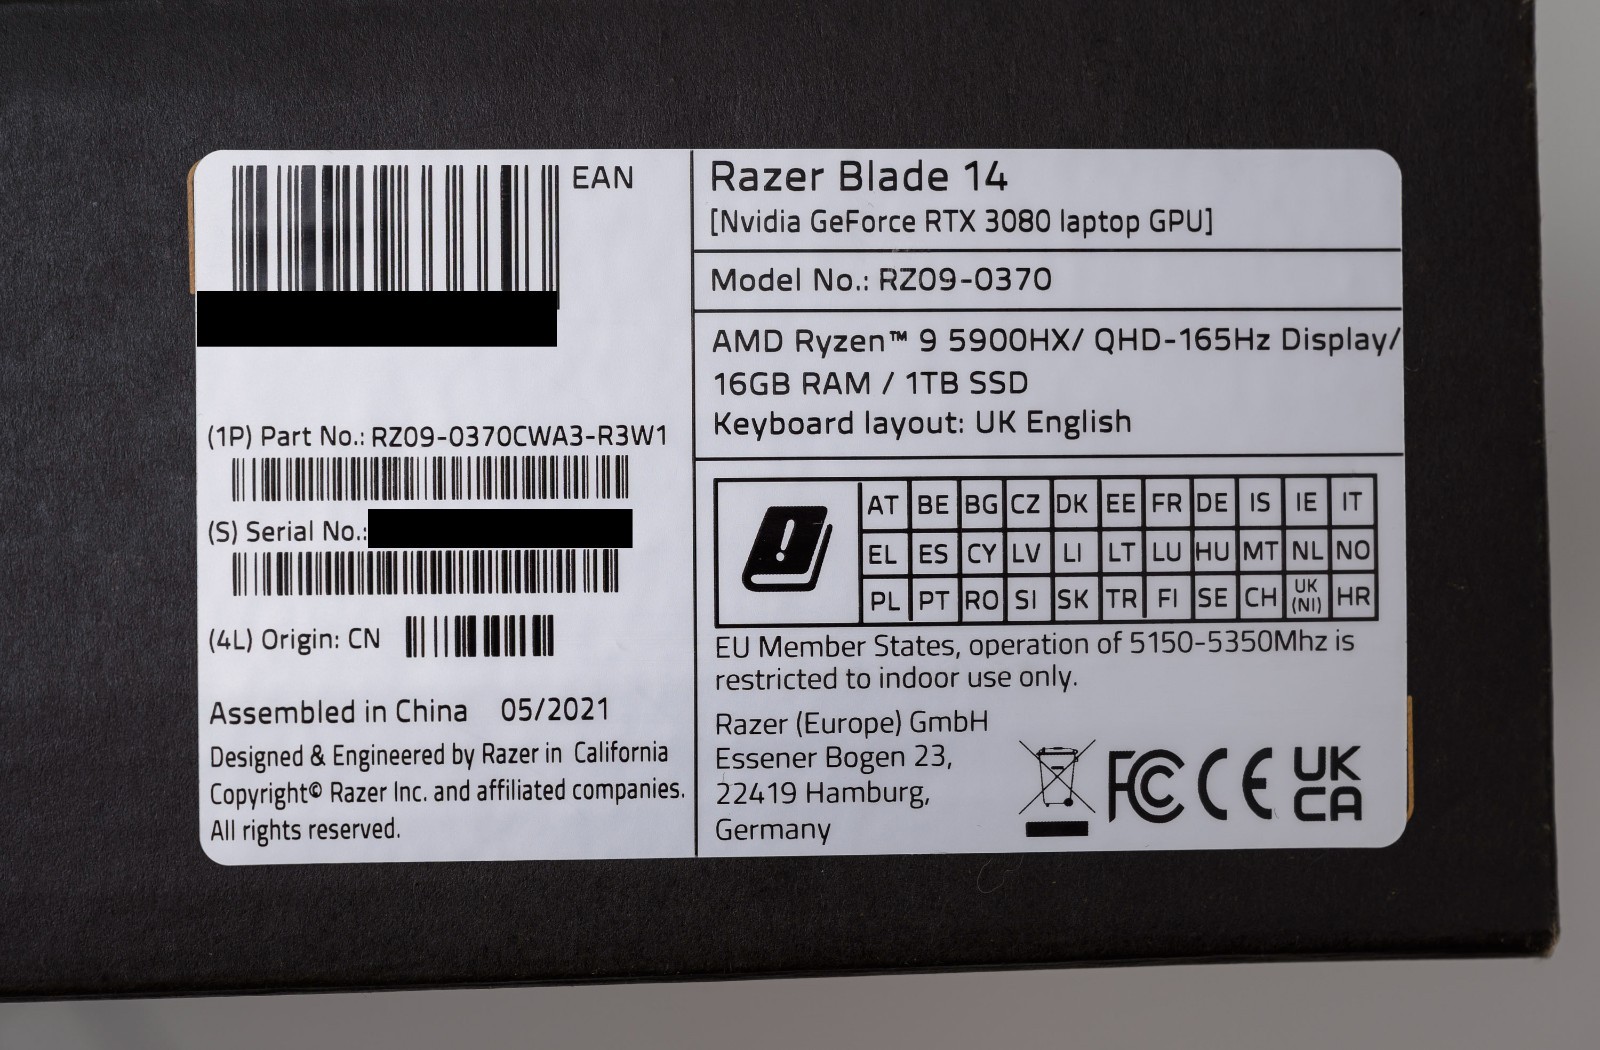 EAN
(1P) Part No.: RZ09-0370CWA3-R3W1
(S) Serial No.:
(4L) Origin: CN
Assembled in China 05/2021
Designed & Engineered by Razer in California
Copyright© Razer Inc. and affiliated companies.
All rights reserved.
Razer Blade 14
[Nvidia GeForce RTX 3080 laptop GPU]
Model No.: RZ09-0370
AMD Ryzen™ 9 5900HX/ QHD-165Hz Display/
16GB RAM / 1TB SSD
Keyboard layout: UK English
AT BE BG CZ DK EE FR DE IS IE IT
EL ES CY LV LI LT LU HU MT NL NO
PL PT RO SI SK TR FI SE CH UK (NI) HR
EU Member States, operation of 5150-5350Mhz is
restricted to indoor use only.
Razer (Europe) GmbH
Essener Bogen 23,
22419 Hamburg,
Germany
FC CE UK
CA